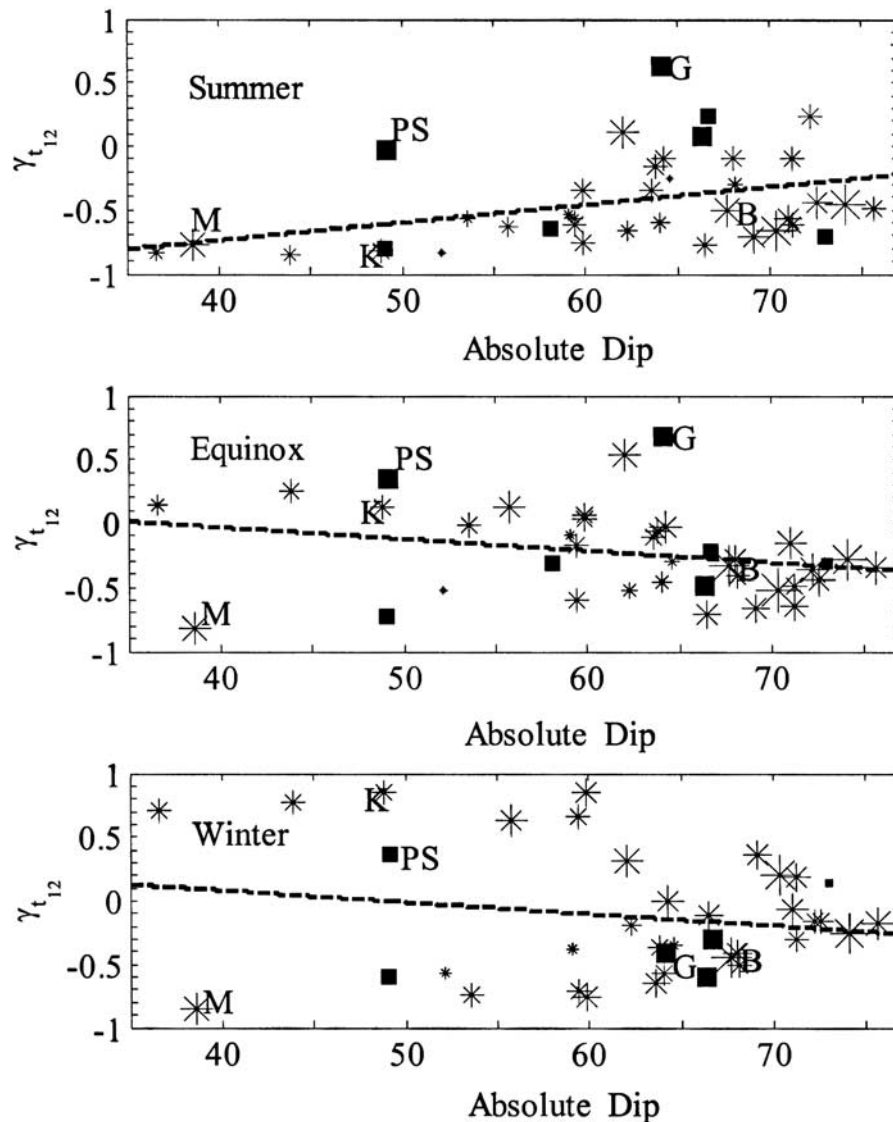 1
0.5
0
-0.5
-1
γt12
Summer
G
PS
M
K
B
40 50 60 70
Absolute Dip
1
0.5
0
-0.5
-1
γt12
Equinox
G
PS
K
B
M
40 50 60 70
Absolute Dip
1
0.5
0
-0.5
-1
γt12
K
Winter
PS
G B
M
40 50 60 70
Absolute Dip